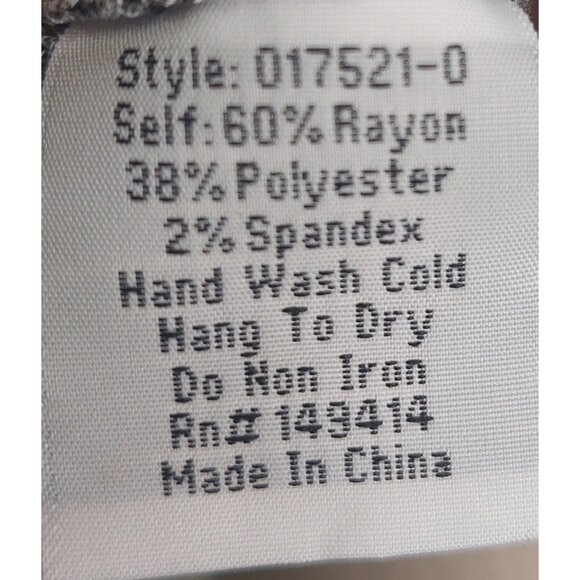 Style: 017521-0
Self: 60% Rayon
38% Polyester
2% Spandex
Hand Wash Cold
Hang To Dry
Do Non Iron
Rn# 149414
Made In China